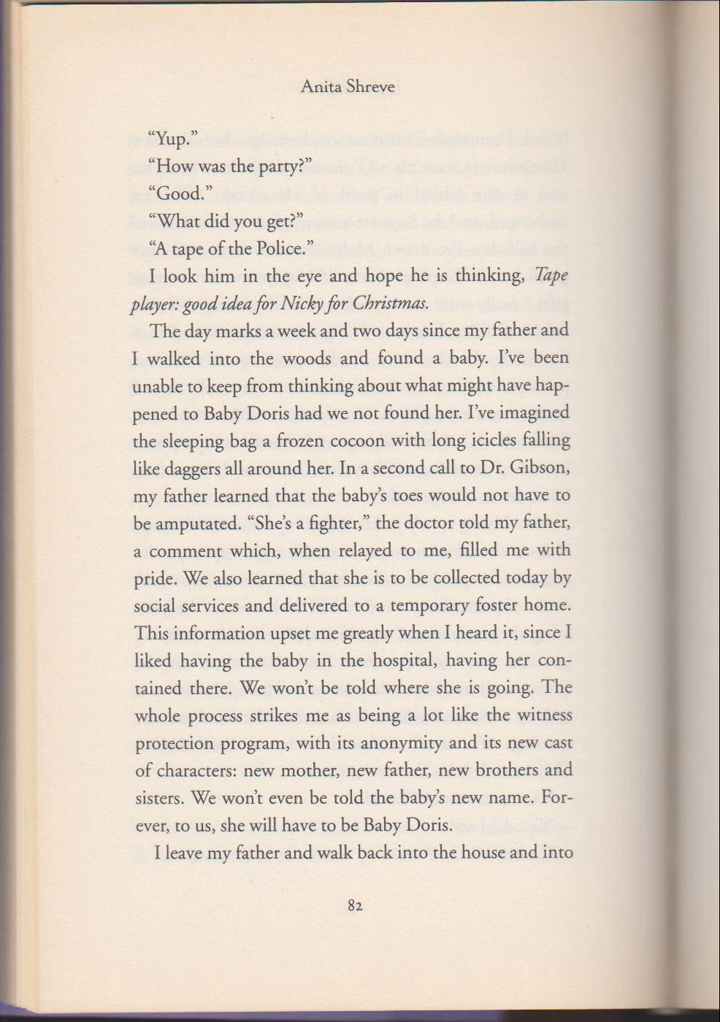 Anita Shreve
“Yup.”
“How was the party?”
“Good.”
“What did you get?”
“A tape of the Police.”
I look him in the eye and hope he is thinking, Tape
player: good idea for Nicky for Christmas.
The day marks a week and two days since my father and
I walked into the woods and found a baby. I’ve been
unable to keep from thinking about what might have hap-
pened to Baby Doris had we not found her. I’ve imagined
the sleeping bag a frozen cocoon with long icicles falling
like daggers all around her. In a second call to Dr. Gibson,
my father learned that the baby’s toes would not have to
be amputated. “She’s a fighter,” the doctor told my father,
a comment which, when relayed to me, filled me with
pride. We also learned that she is to be collected today by
social services and delivered to a temporary foster home.
This information upset me greatly when I heard it, since I
liked having the baby in the hospital, having her con-
tained there. We won’t be told where she is going. The
whole process strikes me as being a lot like the witness
protection program, with its anonymity and its new cast
of characters: new mother, new father, new brothers and
sisters. We won’t even be told the baby’s new name. For-
ever, to us, she will have to be Baby Doris.
I leave my father and walk back into the house and into
82